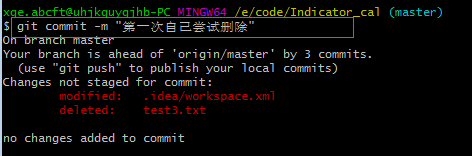 xqe.abcft@uhjkquvqihb-PC MINGW64 /e/code/Indicator_cal (master)
$ git commit -m "第一次自己尝试删除"
On branch master
Your branch is ahead of 'origin/master' by 3 commits.
  (use "git push" to publish your local commits)
Changes not staged for commit:
        modified:   .idea/workspace.xml
        deleted:    test3.txt
no changes added to commit